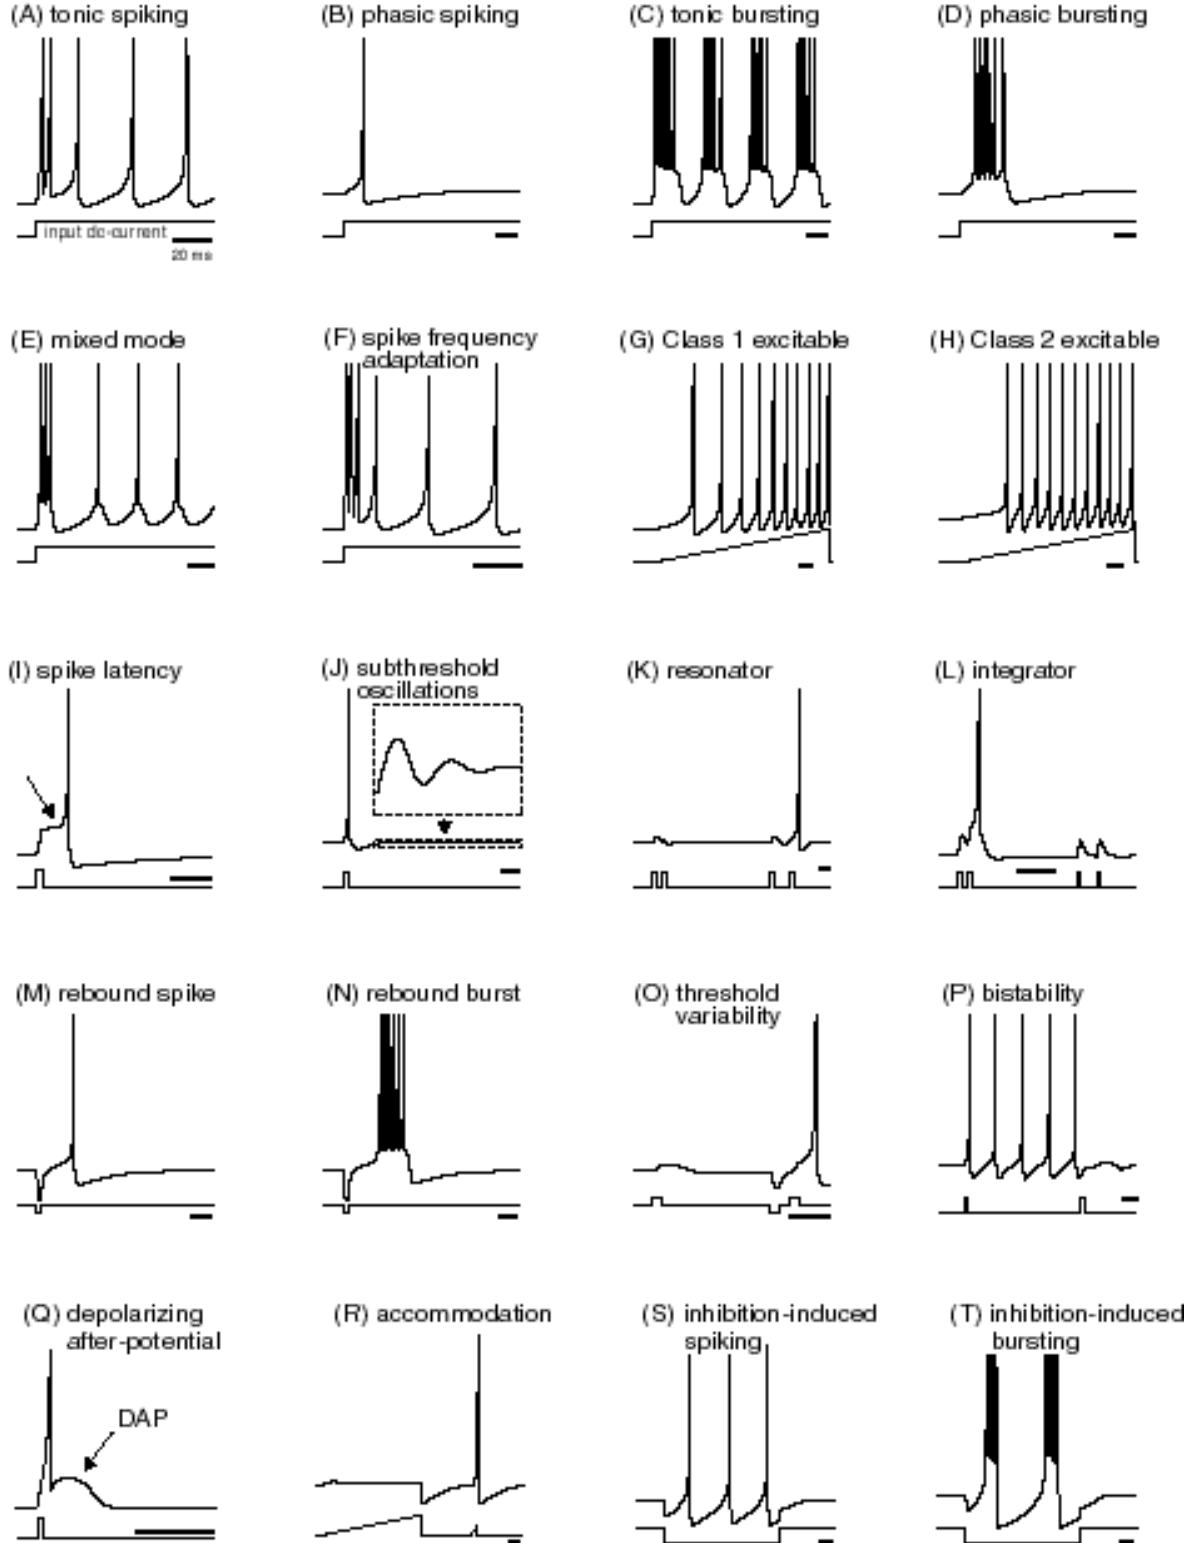 (A) tonic spiking
(B) phasic spiking
(C) tonic bursting
(D) phasic bursting
input dc-current
20 ms
(E) mixed mode
(F) spike frequency
adaptation
(G) Class 1 excitable
(H) Class 2 excitable
(I) spike latency
(J) subthreshold
oscillations
(K) resonator
(L) integrator
(M) rebound spike
(N) rebound burst
(O) threshold
variability
(P) bistability
(Q) depolarizing
after-potential
DAP
(R) accommodation
(S) inhibition-induced
spiking
(T) inhibition-induced
bursting